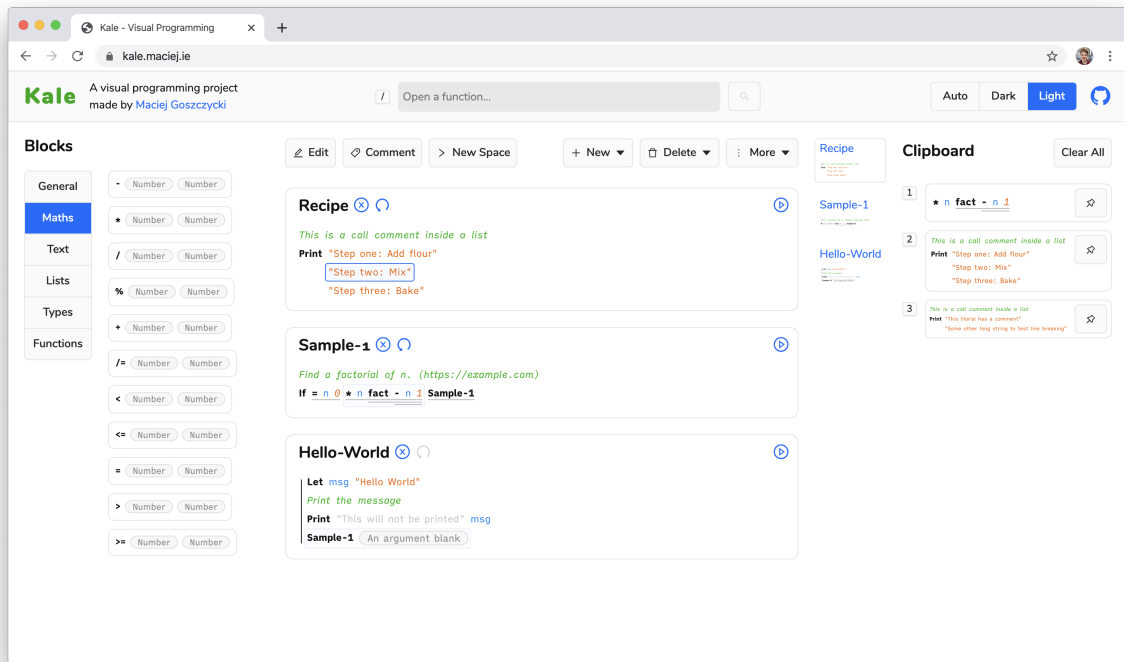 Kale - Visual Programming
kale.maciej.ie
Kale
A visual programming project
made by Maciej Goszczycki
/
Open a function...
Auto
Dark
Light
Blocks
General
Maths
Text
Lists
Types
Functions
- Number Number
* Number Number
/ Number Number
% Number Number
+ Number Number
/= Number Number
< Number Number
<= Number Number
= Number Number
> Number Number
>= Number Number
Edit
Comment
> New Space
+ New
Delete
More
Recipe
This is a call comment inside a list
Print "Step one: Add flour"
"Step two: Mix"
"Step three: Bake"
Sample-1
Find a factorial of n. (https://example.com)
If = n 0 * n fact - n 1 Sample-1
Hello-World
Let msg "Hello World"
Print the message
Print "This will not be printed" msg
Sample-1 An argument blank
Recipe
Sample-1
Hello-World
Clipboard
Clear All
1
* n fact - n 1
2
This is a call comment inside a list
Print "Step one: Add flour"
"Step two: Mix"
"Step three: Bake"
3
This is a call comment inside a list
Print "This literal has a comment"
"Some other long string to test line breaking"